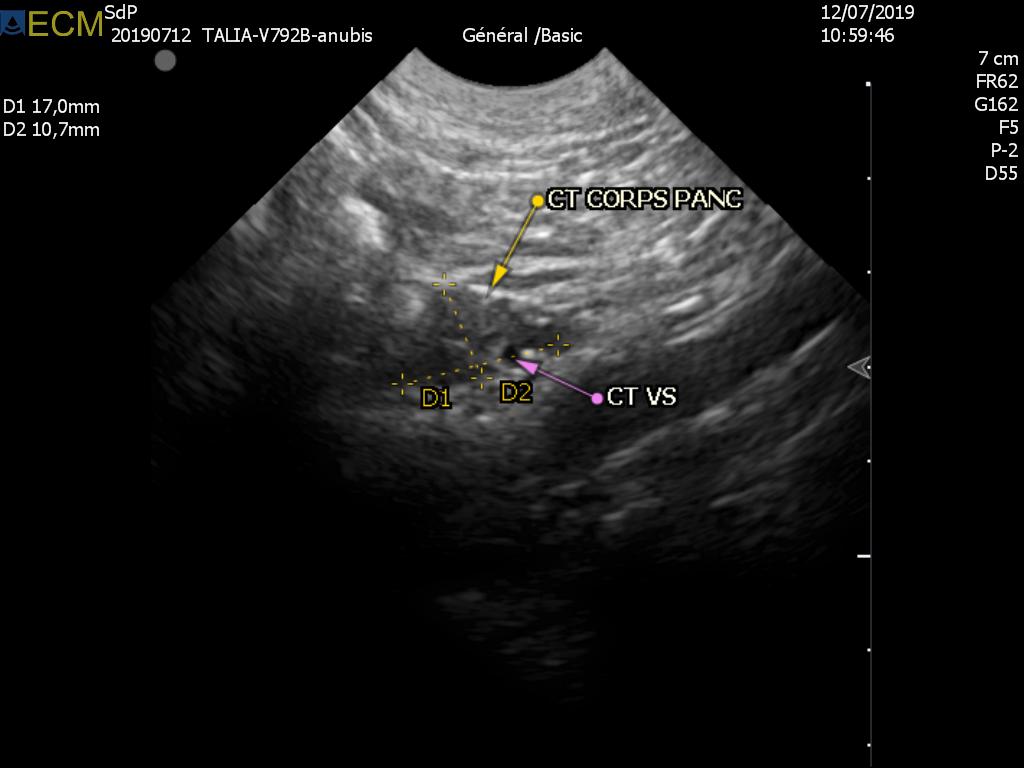 ECM
SdP
20190712 TALIA-V792B-anubis
Général /Basic
12/07/2019
10:59:46
7 cm
FR62
G162
F5
P-2
D55
D1 17,0mm
D2 10,7mm
CT CORPS PANC
D1
D2
CT VS